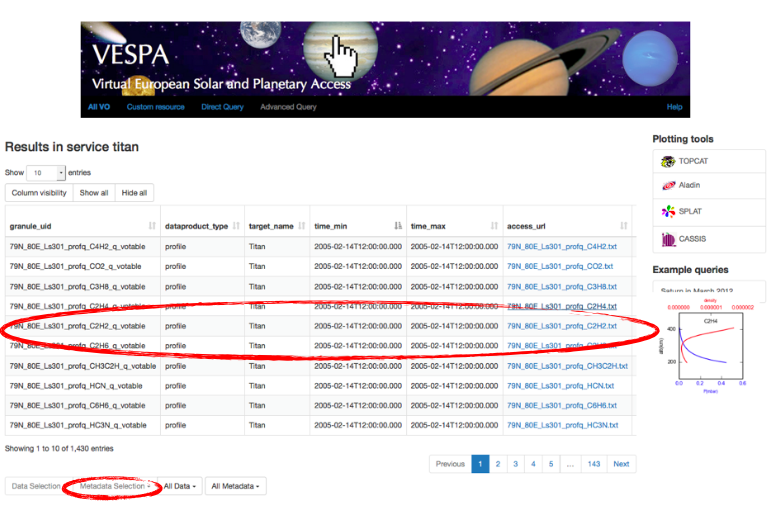 VESPA
Virtual European Solar and Planetary Access
All VO Custom resource Direct Query Advanced Query Help
Results in service titan
Show 10 entries
Column visibility Show all Hide all
granule_uid dataproduct_type target_name time_min time_max access_url
79N_80E_Ls301_profq_C4H2_q_votable profile Titan 2005-02-14T12:00:00.000 2005-02-14T12:00:00.000 79N_80E_Ls301_profq_C4H2.txt
79N_80E_Ls301_profq_CO2_q_votable profile Titan 2005-02-14T12:00:00.000 2005-02-14T12:00:00.000 79N_80E_Ls301_profq_CO2.txt
79N_80E_Ls301_profq_C3H8_q_votable profile Titan 2005-02-14T12:00:00.000 2005-02-14T12:00:00.000 79N_80E_Ls301_profq_C3H8.txt
79N_80E_Ls301_profq_C2H4_q_votable profile Titan 2005-02-14T12:00:00.000 2005-02-14T12:00:00.000 79N_80E_Ls301_profq_C2H4.txt
79N_80E_Ls301_profq_C2H2_q_votable profile Titan 2005-02-14T12:00:00.000 2005-02-14T12:00:00.000 79N_80E_Ls301_profq_C2H2.txt
79N_80E_Ls301_profq_C2H6_q_votable profile Titan 2005-02-14T12:00:00.000 2005-02-14T12:00:00.000
79N_80E_Ls301_profq_CH3C2H_q_votable profile Titan 2005-02-14T12:00:00.000 2005-02-14T12:00:00.000 79N_80E_Ls301_profq_CH3C2H.txt
79N_80E_Ls301_profq_HCN_q_votable profile Titan 2005-02-14T12:00:00.000 2005-02-14T12:00:00.000 79N_80E_Ls301_profq_HCN.txt
79N_80E_Ls301_profq_C6H6_q_votable profile Titan 2005-02-14T12:00:00.000 2005-02-14T12:00:00.000 79N_80E_Ls301_profq_C6H6.txt
79N_80E_Ls301_profq_HC3N_q_votable profile Titan 2005-02-14T12:00:00.000 2005-02-14T12:00:00.000 79N_80E_Ls301_profq_HC3N.txt
Showing 1 to 10 of 1,430 entries
Previous 1 2 3 4 5 … 143 Next
Data Selection Metadata Selection All Data All Metadata
Plotting tools
TOPCAT
Aladin
SPLAT
CASSIS
Example queries
Saturn in March 2012
density
0.000000 0.000001 0.000002
C2H4
400
alt(km)
200
0.0 0.2 0.4 0.6